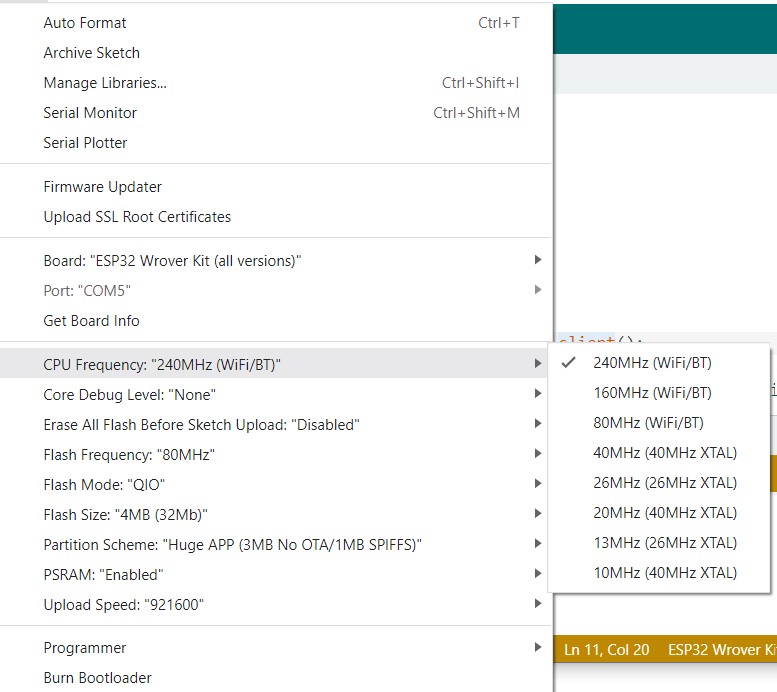 Auto Format Ctrl+T
Archive Sketch
Manage Libraries... Ctrl+Shift+I
Serial Monitor Ctrl+Shift+M
Serial Plotter
Firmware Updater
Upload SSL Root Certificates
Board: "ESP32 Wrover Kit (all versions)"
Port: "COM5"
Get Board Info
client();
CPU Frequency: "240MHz (WiFi/BT)"
Core Debug Level: "None"
Erase All Flash Before Sketch Upload: "Disabled"
Flash Frequency: "80MHz"
Flash Mode: "QIO"
Flash Size: "4MB (32Mb)"
Partition Scheme: "Huge APP (3MB No OTA/1MB SPIFFS)"
PSRAM: "Enabled"
Upload Speed: "921600"
240MHz (WiFi/BT)
160MHz (WiFi/BT)
80MHz (WiFi/BT)
40MHz (40MHz XTAL)
26MHz (26MHz XTAL)
20MHz (40MHz XTAL)
13MHz (26MHz XTAL)
10MHz (40MHz XTAL)
Programmer
Burn Bootloader
Ln 11, Col 20 ESP32 Wrover Ki